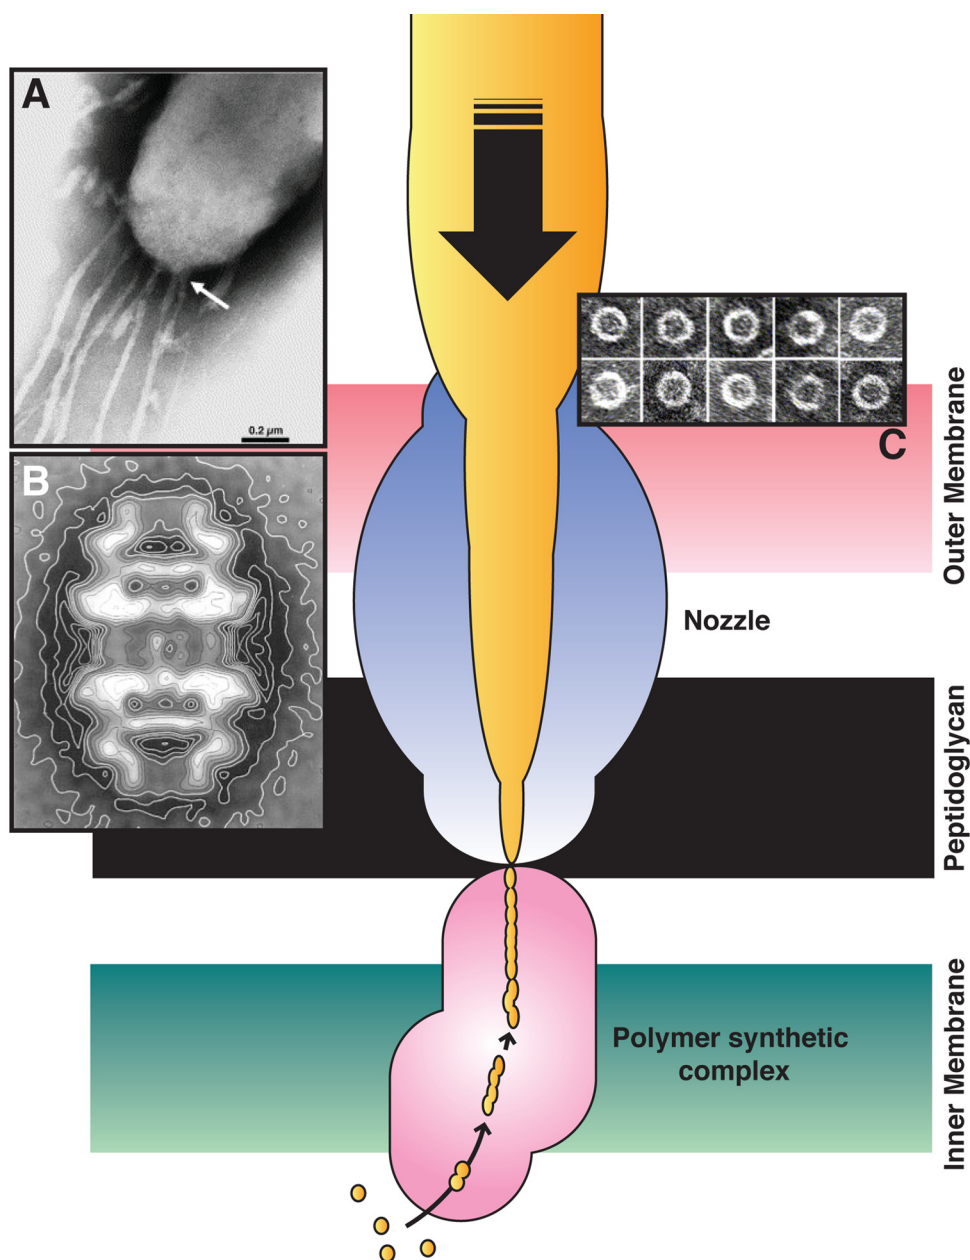 A
0.2 µm
B
C
Outer Membrane
Nozzle
Peptidoglycan
Polymer synthetic
complex
Inner Membrane